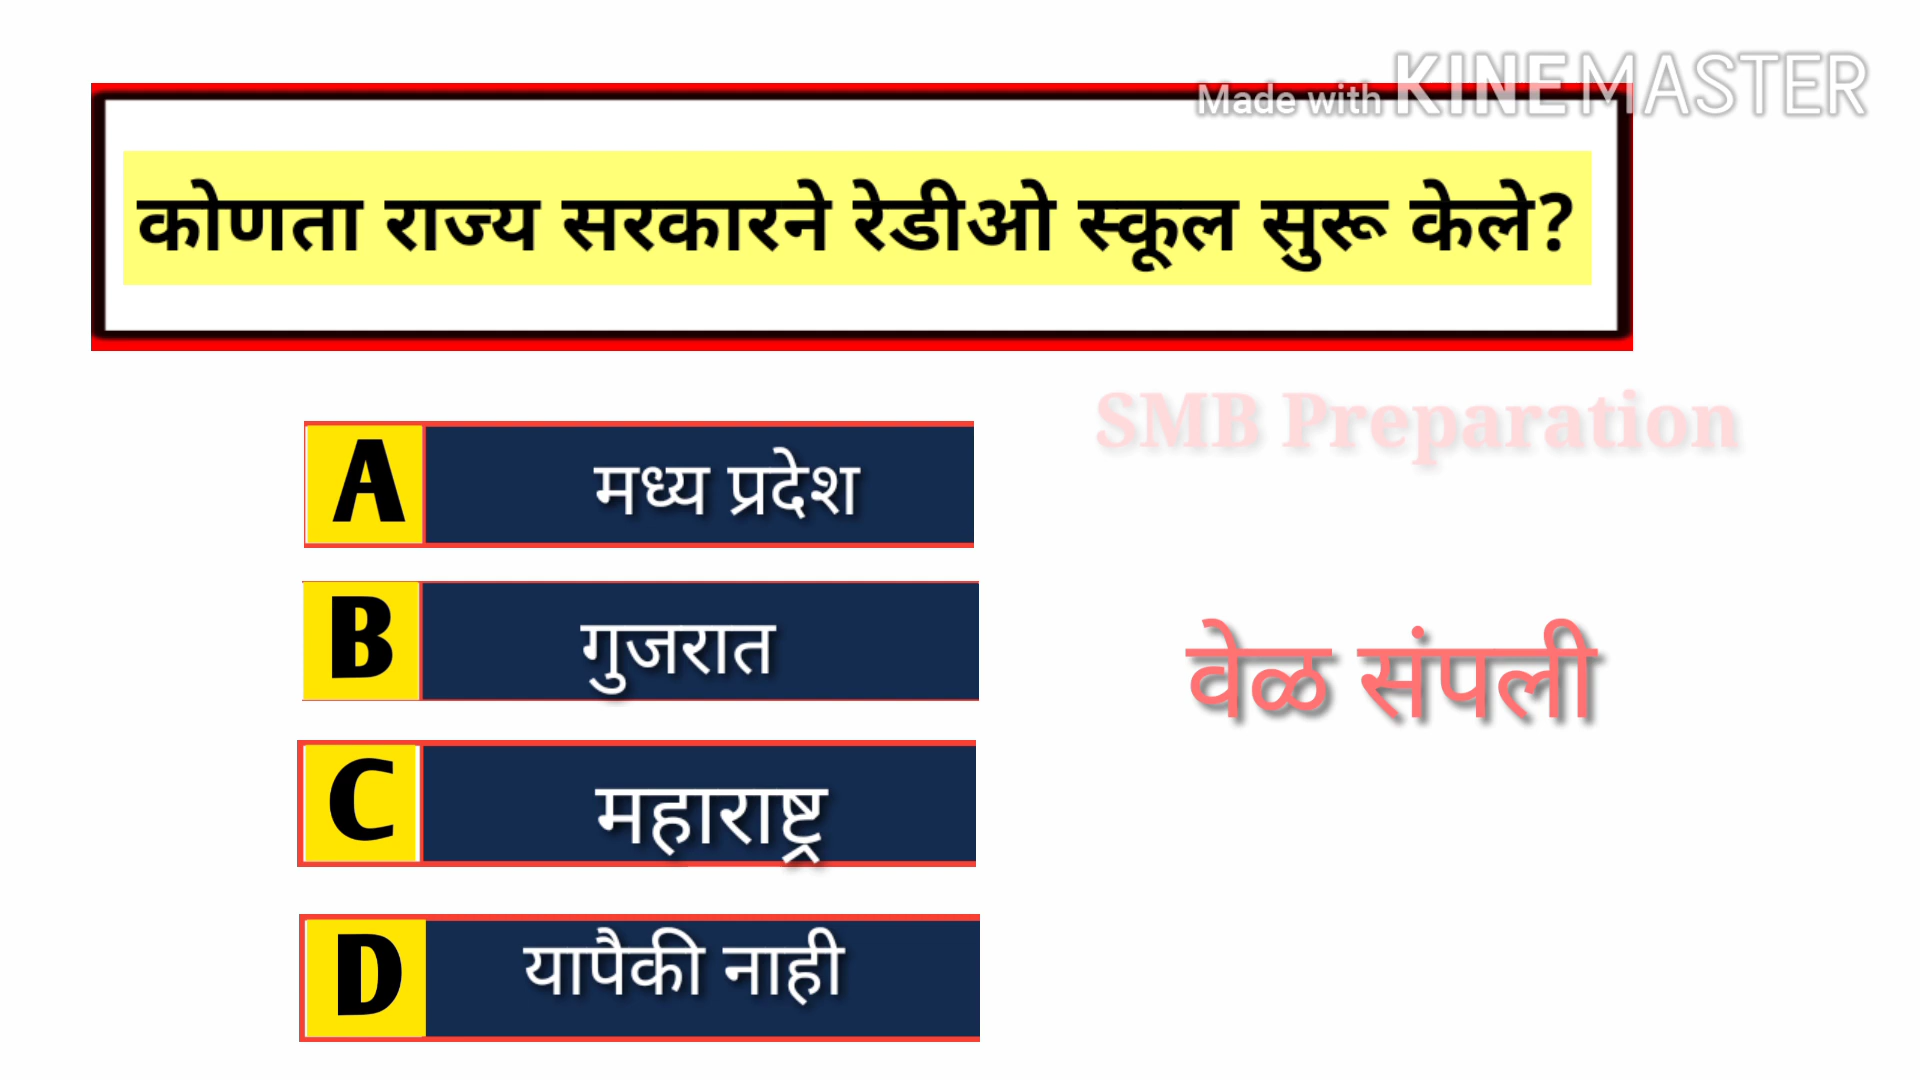 Made with KINEMASTER
कोणता राज्य सरकारने रेडीओ स्कूल सुरू केले?
SMB Preparation
A मध्य प्रदेश
B गुजरात
वेळ संपली
C महाराष्ट्र
D यापैकी नाही